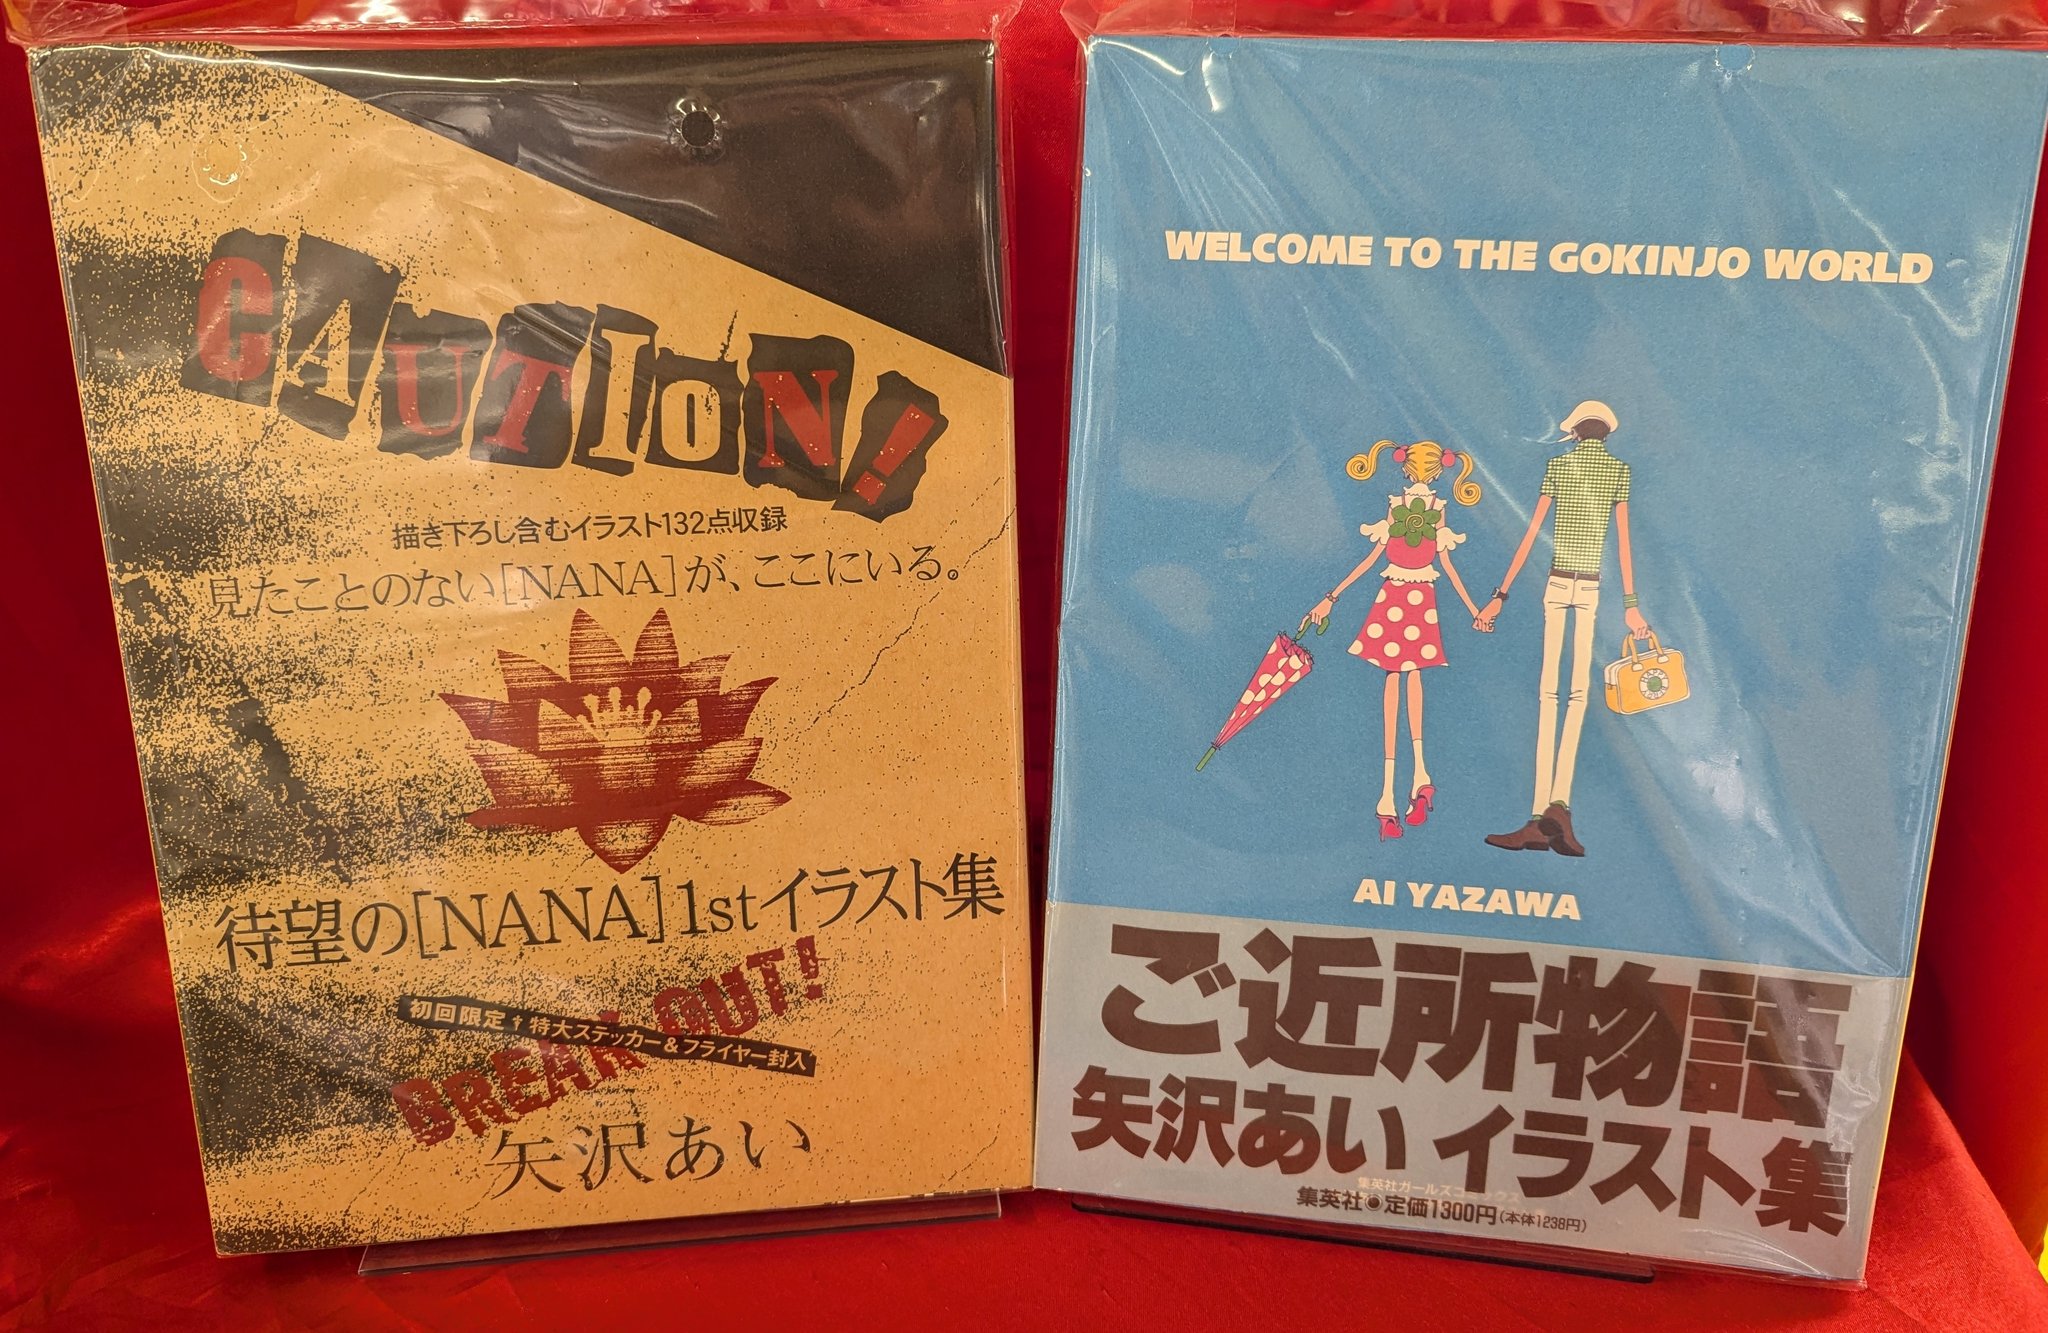 CAUTION!
描き下ろし含むイラスト132点収録
見たことのない[NANA]が、ここにいる。
待望の[NANA]1stイラスト集
BREAK OUT!
初回限定†特大ステッカー&フライヤー封入
矢沢あい
WELCOME TO THE GOKINJO WORLD
AI YAZAWA
ご近所物語
矢沢あい イラスト集
集英社ガールズコミックス
集英社◉定価1300円(本体1238円)